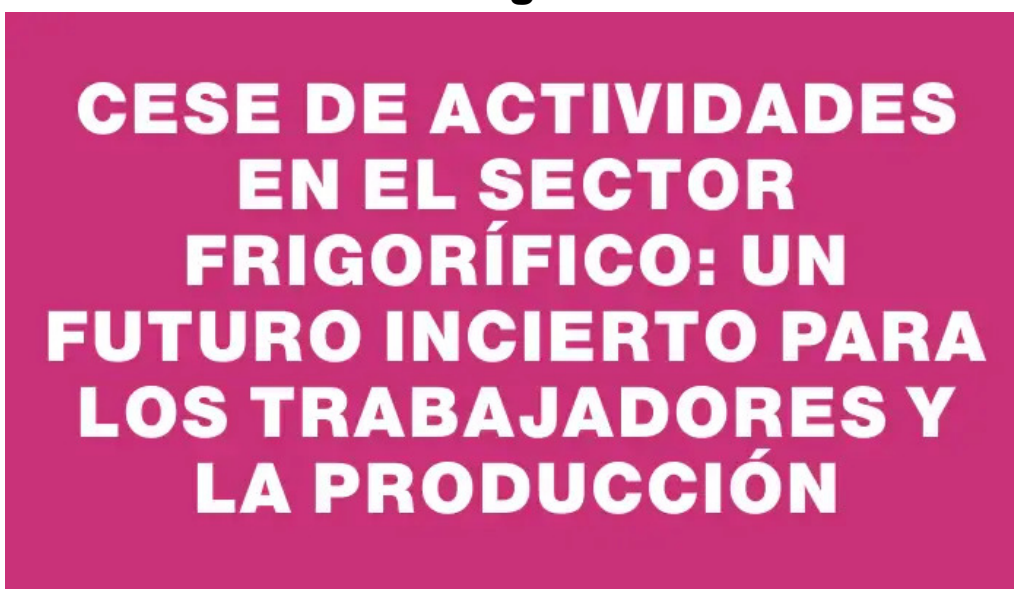 CESE DE ACTIVIDADES
EN EL SECTOR
FRIGORÍFICO: UN
FUTURO INCIERTO PARA
LOS TRABAJADORES Y
LA PRODUCCIÓN